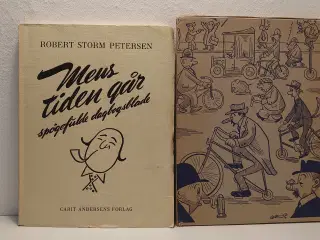 ROBERT STORM PETERSEN
Mens
tiden går
spøgefulde dagbogsblade
CARIT ANDERSENS FORLAG